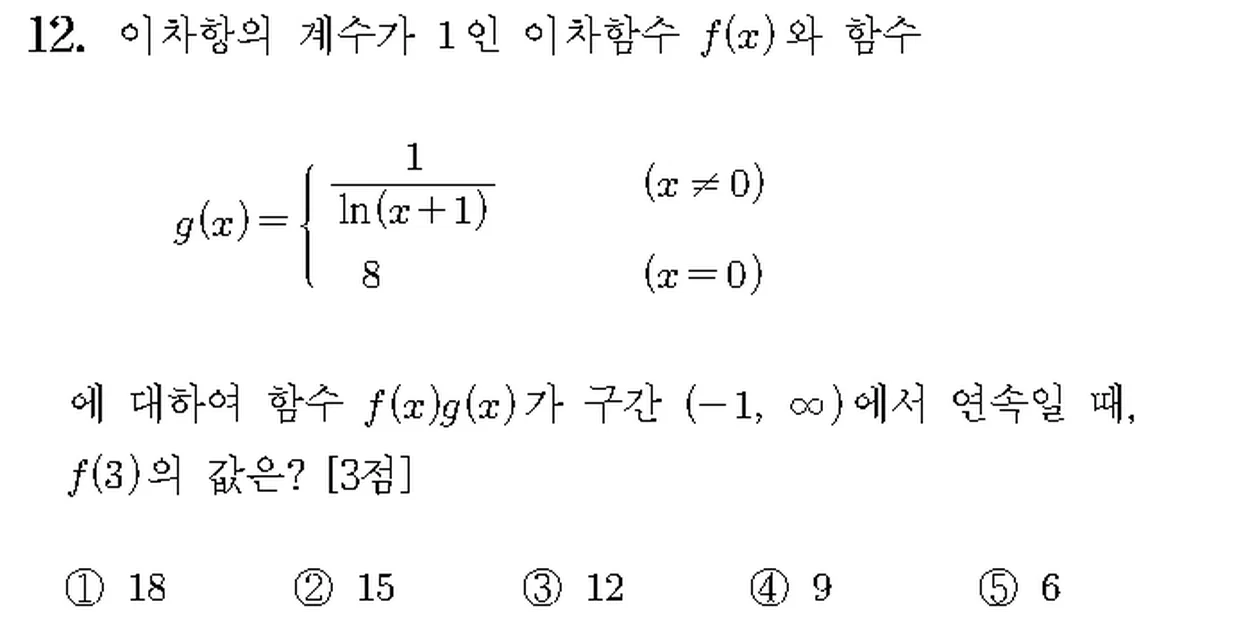 12. 이차항의 계수가 1인 이차함수 f(x)와 함수
g(x) = { 1/ln(x+1) (x ≠ 0)
8 (x = 0)
에 대하여 함수 f(x)g(x)가 구간 (-1, ∞)에서 연속일 때,
f(3)의 값은? [3점]
① 18 ② 15 ③ 12 ④ 9 ⑤ 6